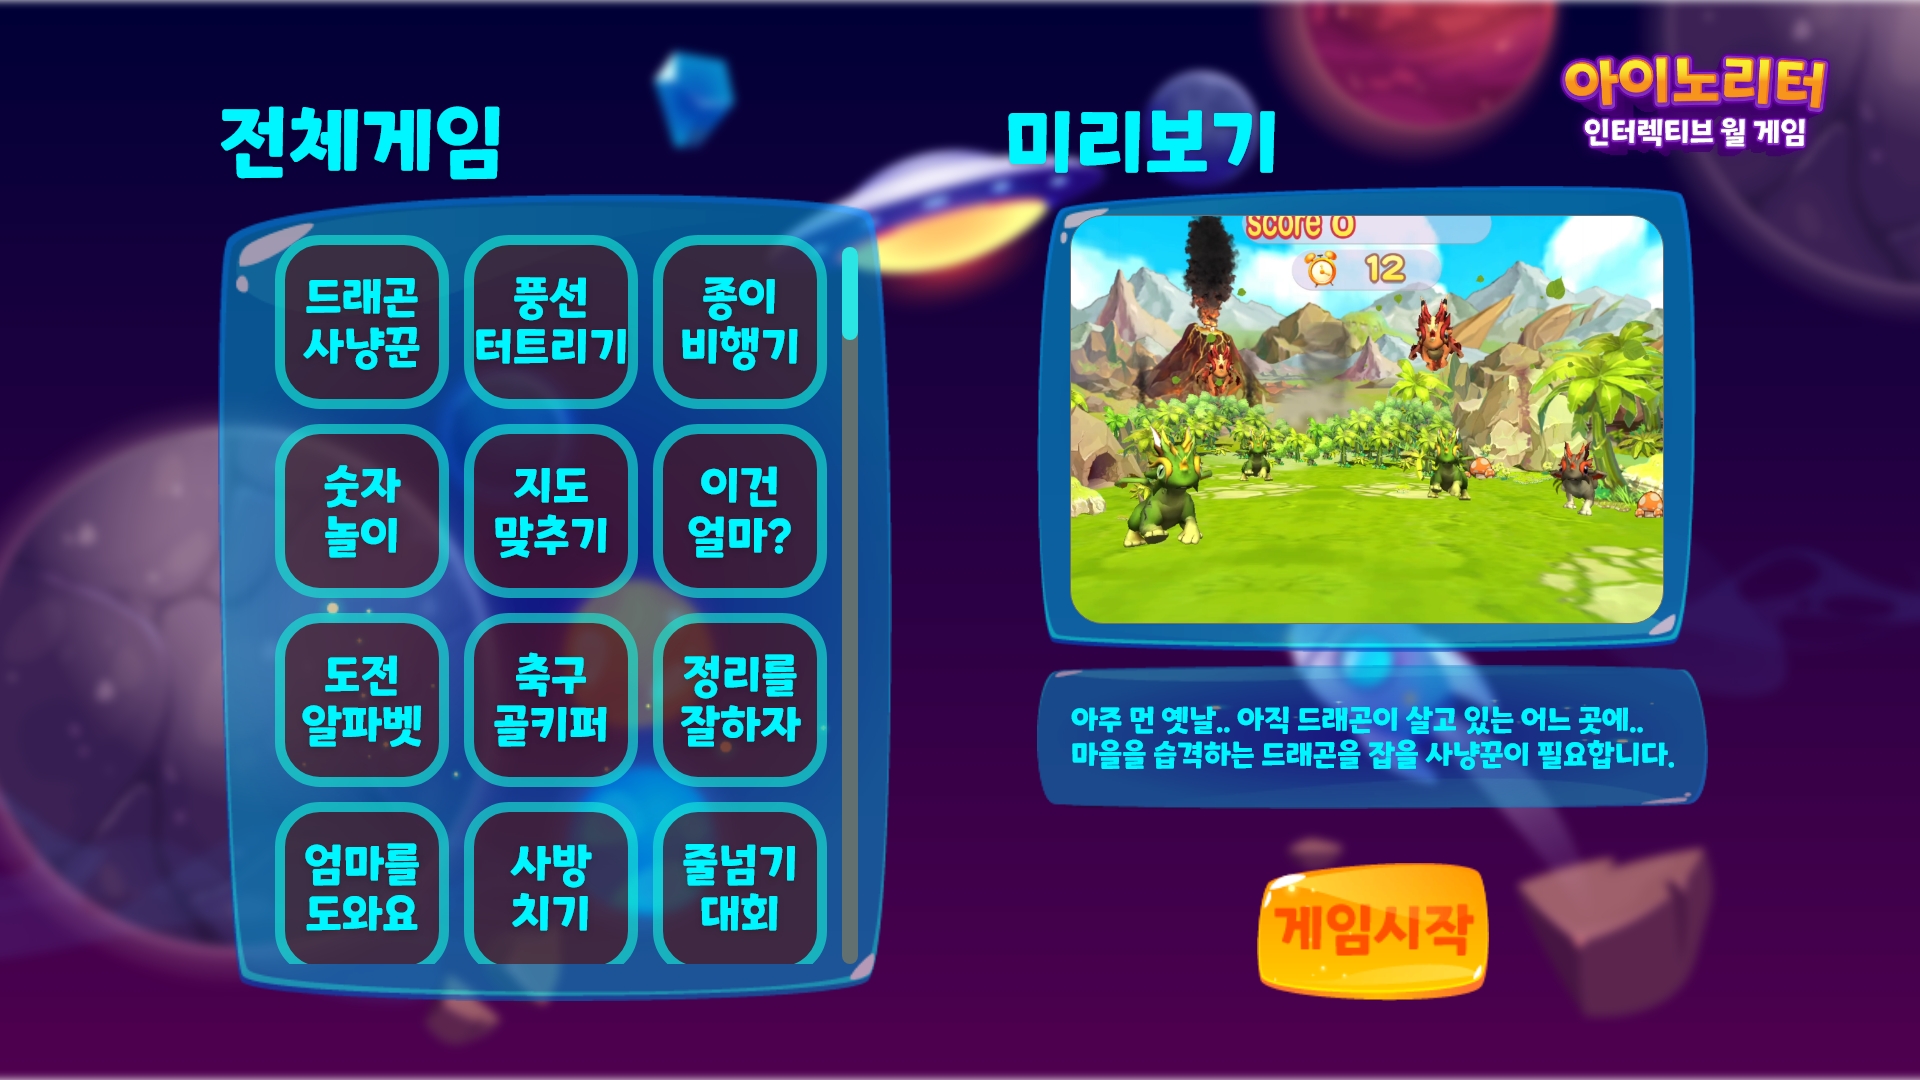 아이노리터
인터렉티브 월 게임
전체게임
드래곤
사냥꾼
풍선
터트리기
종이
비행기
숫자
놀이
지도
맞추기
이건
얼마?
도전
알파벳
축구
골키퍼
정리를
잘하자
엄마를
도와요
사방
치기
줄넘기
대회
미리보기
score 0
12
아주 먼 옛날.. 아직 드래곤이 살고 있는 어느 곳에..
마을을 습격하는 드래곤을 잡을 사냥꾼이 필요합니다.
게임시작